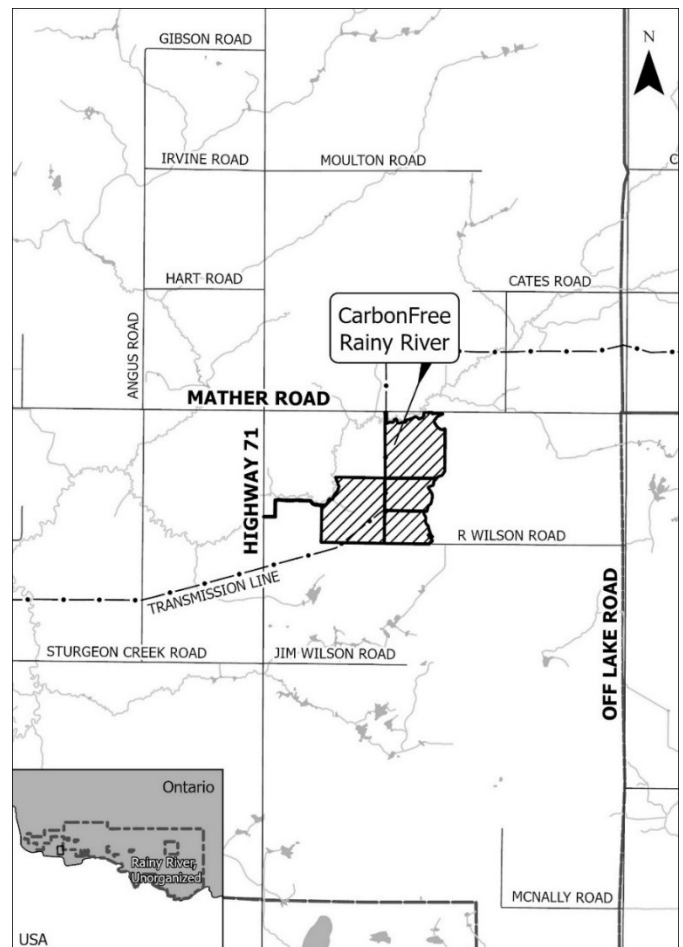 GIBSON ROAD
N
IRVINE ROAD
MOULTON ROAD
C
HART ROAD
CATES ROAD
CarbonFree
Rainy River
ANGUS ROAD
MATHER ROAD
HIGHWAY 71
R WILSON ROAD
TRANSMISSION LINE
OFF LAKE ROAD
STURGEON CREEK ROAD
JIM WILSON ROAD
Ontario
Rainy River,
Unorganized
USA
MCNALLY ROAD